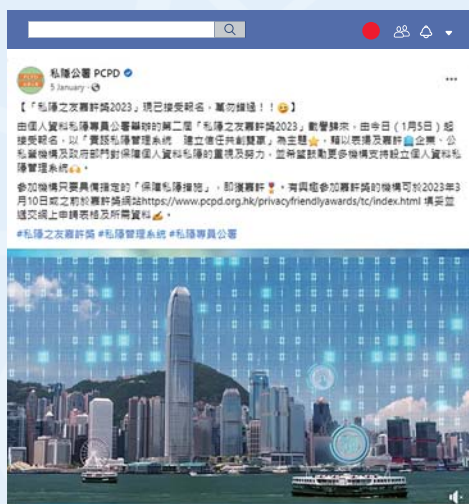 私隱公署 PCPD
5 January
【「私隱之友嘉許獎2023」現已接受報名，萬勿錯過！！😉】
由個人資料私隱專員公署舉辦的第二屆「私隱之友嘉許獎」載譽歸來，由今日（1月5日）起
接受報名，以「實踐私隱管理系統 建立信任共創雙贏」為主題⭐，藉以表揚及嘉許🏢企業、公
私營機構及政府部門對保障個人資料私隱的重視及努力，並希望鼓勵更多機構支持設立個人資料私
隱管理系統🙌。
參加機構只要具備指定的「保障私隱措施」，即獲嘉許🎖。有興趣參加嘉許獎的機構可於2023年3
月10日或之前於嘉許獎網站https://www.pcpd.org.hk/privacyfriendlyawards/tc/index.html 填妥並
遞交網上申請表格及所需資料✍。
#私隱之友嘉許獎 #私隱管理系統 #私隱專員公署